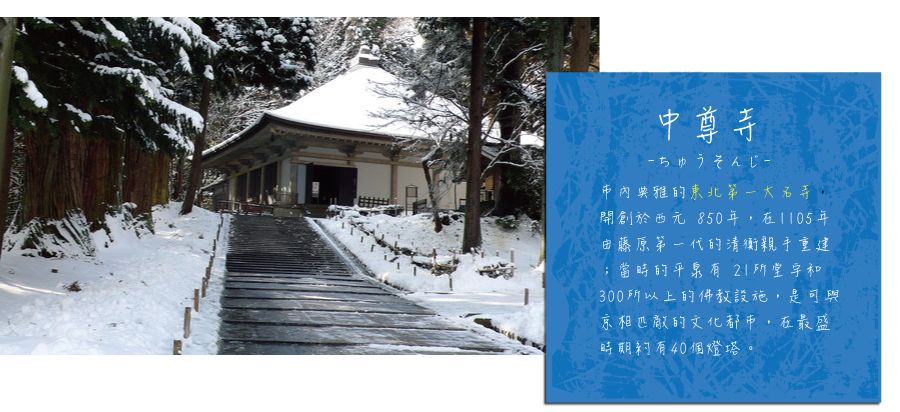 中尊寺
-ちゅうそんじ-
市內典雅的東北第一大名寺，
開創於西元 850年，在1105年
由藤原第一代的清衡親手重建
；當時的平泉有 21所堂宇和
300所以上的佛教設施，是可與
京相匹敵的文化都市，在最盛
時期約有40個燈塔。